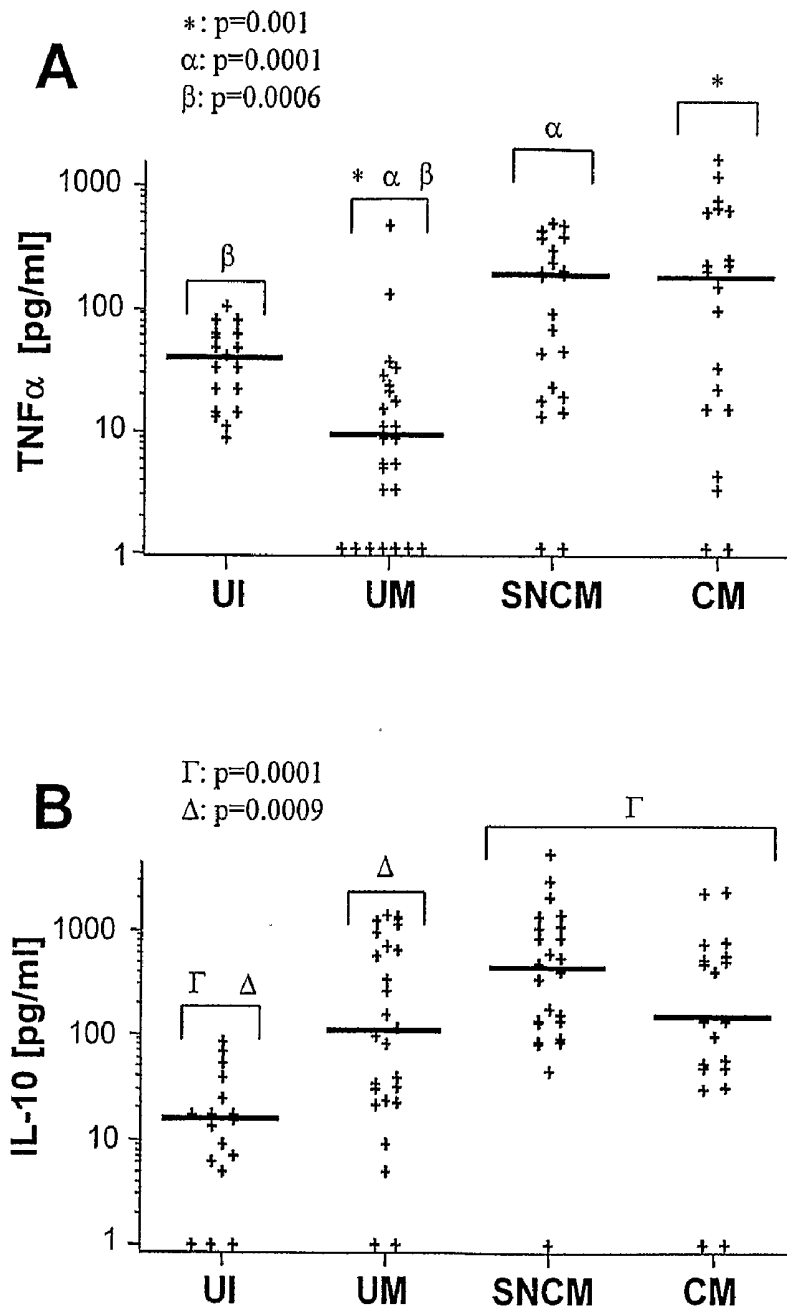 A
*: p=0.001
α: p=0.0001
β: p=0.0006
*
α
* α β
β
1000
100
10
1
TNFα [pg/ml]
UI UM SNCM CM
B
Γ: p=0.0001
Δ: p=0.0009
Γ
Δ
Γ Δ
1000
100
10
1
IL-10 [pg/ml]
UI UM SNCM CM